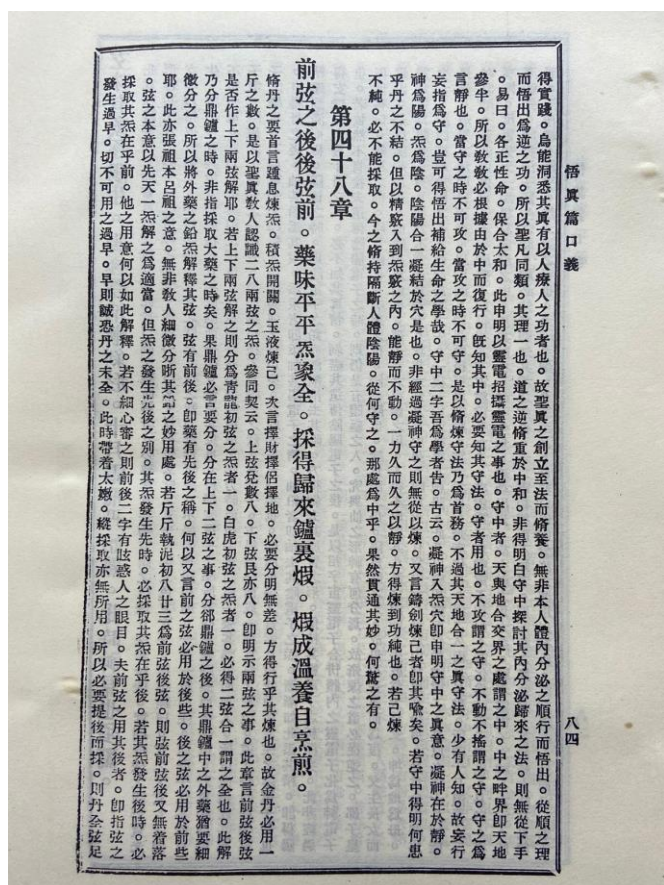 悟眞篇口義
八四
得實踐。烏能洞悉其眞有以人療人之功者也。故聖眞之創立至法而脩養。無非本人體內分泌之順行而悟出。從順之理
而悟出爲逆之功。所以聖凡同類。其理一也。道之逆脩重於中和。非得明白守中探討其內分泌歸來之法。則無從下手
。易曰。各正性命。保合太和。此申明以靈電招攝靈電之事也。守中者。天與地合交界之處謂之中。中之畔界卽天地
參半。所以敎敎必根據由於中而復行。旣知其中。必要知其守法。守者用也。不攻謂之守。不動不搖謂之守。守之爲
言靜也。當守之時不可攻。當攻之時不可守。是以脩煉守法乃爲首務。不過其天地合一之眞守法。少有人知。故妄行
妄指爲守。豈可得悟出補給生命之學哉。守中二字吾爲學者吿。古云。凝神入炁穴卽申明守中之眞意。凝神在於靜。
神爲陽。炁爲陰。陰陽合一凝結於穴是也。非經過凝神守之則無從以煉。又言鑄劍煉己者卽其喩矣。若守中得明何患
乎丹之不結。但以精竅入到炁竅之內。能靜而不動。一力久而久之以靜。方得煉到功純也。若己煉
不純。必不能採取。今之脩持隔斷人體陰陽。從何守之。那處爲中乎。果然貫通其妙。何驚之有。
第四十八章
前弦之後後弦前。藥味平平炁象全。採得歸來鑪裏煆。煆成溫養自烹煎。
脩丹之要首言踵息煉炁。積炁開關。玉液煉己。次言擇財擇侶擇地。必要分明無差。方得行乎其煉也。故金丹必用一
斤之數。是以聖眞敎人認識二八兩弦之炁。參同契云。上弦兌數八。下弦艮亦八。卽明示兩弦之事。此章言前弦後弦
是否作上下兩弦解耶。若上下兩弦解之則分爲靑龍初弦之炁者一。白虎初弦之炁者一。必得二弦合一謂之全也。此解
乃分鼎鑪之時。非指採取大藥之時矣。果鼎鑪必言要分。分在上下二弦之事。分鄒鼎鑪之後。其鼎鑪中之外藥猶要細
微分之。所以將外藥之鉛炁解釋其弦。弦有前後。卽藥有先後之稱。何以又言前之弦必用於後些。後之弦必用於前些
耶。此亦張祖本呂祖之意。無非敎人細微分晰其鉛之妙用處。若斤斤執泥初八廿三爲前弦後弦。則弦前弦後又無着落
。弦之本意以先天一炁解之爲適當。但炁之發生先後之別。其炁發生先時。必採取其炁在乎後。若其炁發生後時。必
採取其炁在乎前。他之用意何以如此解釋。若不細心審之則前後二字有眩惑人之眼目。夫前弦之用其後者。卽指弦之
發生過早。切不可用之過早。早則誠恐丹之未全。此時帶着太嫩。縱採取亦無所用。所以必要提後而採。則丹全弦足